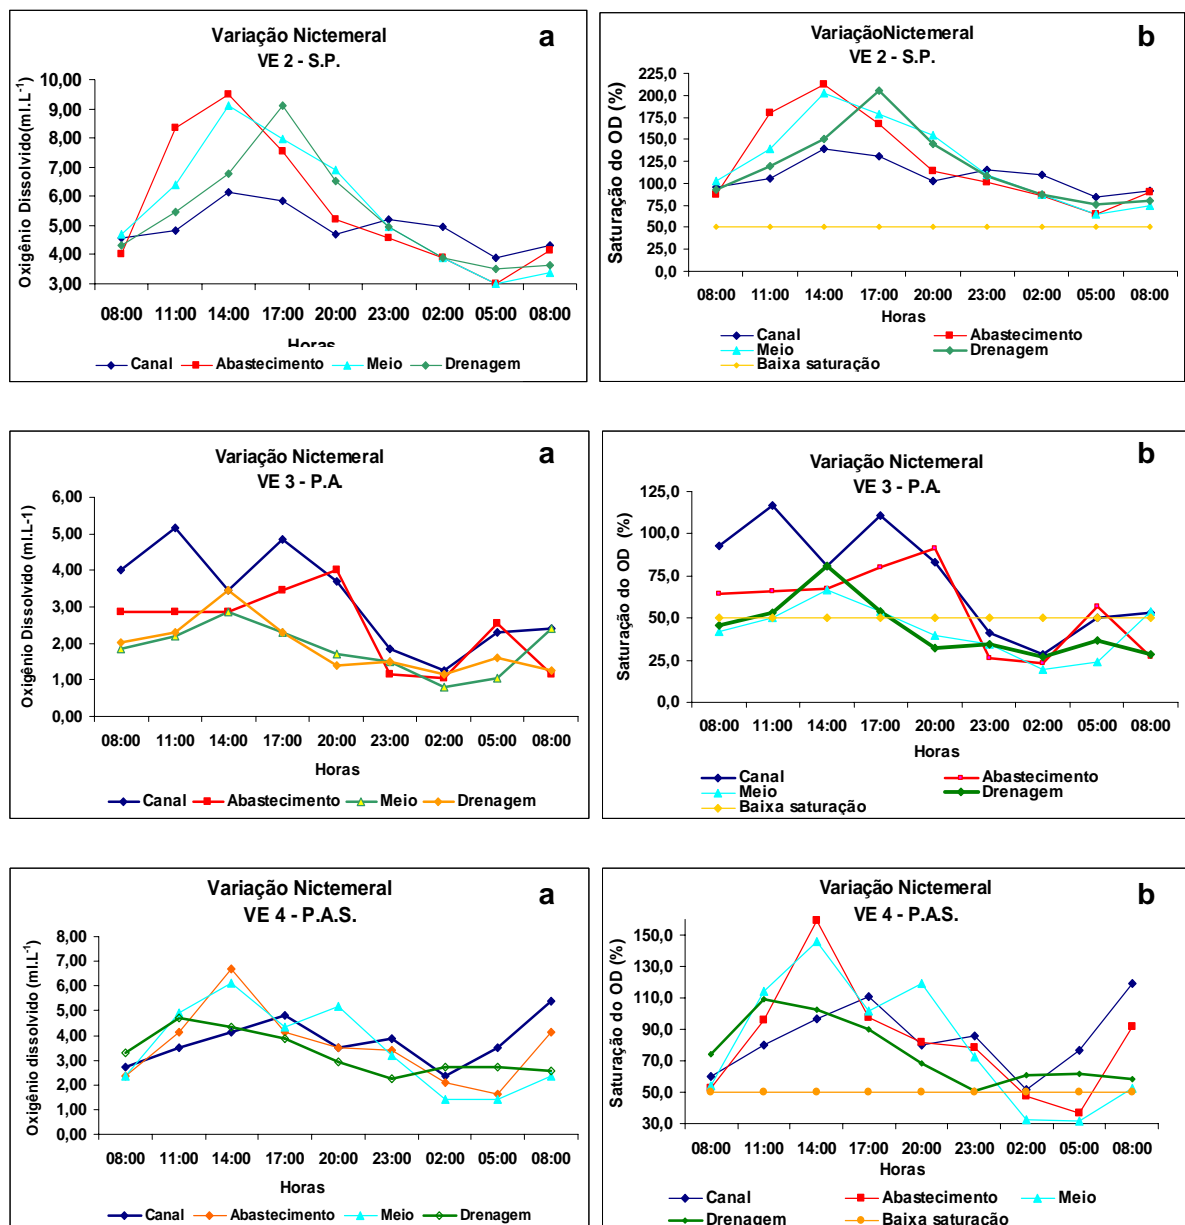 Variação Nictemeral
VE 2 - S.P.
a
Oxigênio Dissolvido(ml.L-1)
10,00
9,00
8,00
7,00
6,00
5,00
4,00
3,00
08:00 11:00 14:00 17:00 20:00 23:00 02:00 05:00 08:00
Horas
Canal Abastecimento Meio Drenagem
VariaçãoNictemeral
VE 2 - S.P.
b
Saturação do OD (%)
225,0
200,0
175,0
150,0
125,0
100,0
75,0
50,0
25,0
0,0
08:00 11:00 14:00 17:00 20:00 23:00 02:00 05:00 08:00
Horas
Canal Abastecimento
Meio Drenagem
Baixa saturação
Variação Nictemeral
VE 3 - P.A.
a
Oxigênio Dissolvido (ml.L-1)
6,00
5,00
4,00
3,00
2,00
1,00
0,00
08:00 11:00 14:00 17:00 20:00 23:00 02:00 05:00 08:00
Horas
Canal Abastecimento Meio Drenagem
Variação Nictemeral
VE 3 - P.A.
b
Saturação do OD (%)
125,0
100,0
75,0
50,0
25,0
0,0
08:00 11:00 14:00 17:00 20:00 23:00 02:00 05:00 08:00
Horas
Canal Abastecimento
Meio Drenagem
Baixa saturação
Variação Nictemeral
VE 4 - P.A.S.
a
Oxigênio dissolvido (ml.L-1)
8,00
7,00
6,00
5,00
4,00
3,00
2,00
1,00
0,00
08:00 11:00 14:00 17:00 20:00 23:00 02:00 05:00 08:00
Horas
Canal Abastecimento Meio Drenagem
Variação Nictemeral
VE 4 - P.A.S.
b
Saturação do OD (%)
150,0
130,0
110,0
90,0
70,0
50,0
30,0
08:00 11:00 14:00 17:00 20:00 23:00 02:00 05:00 08:00
Horas
Canal Abastecimento Meio
Drenagem Baixa saturação